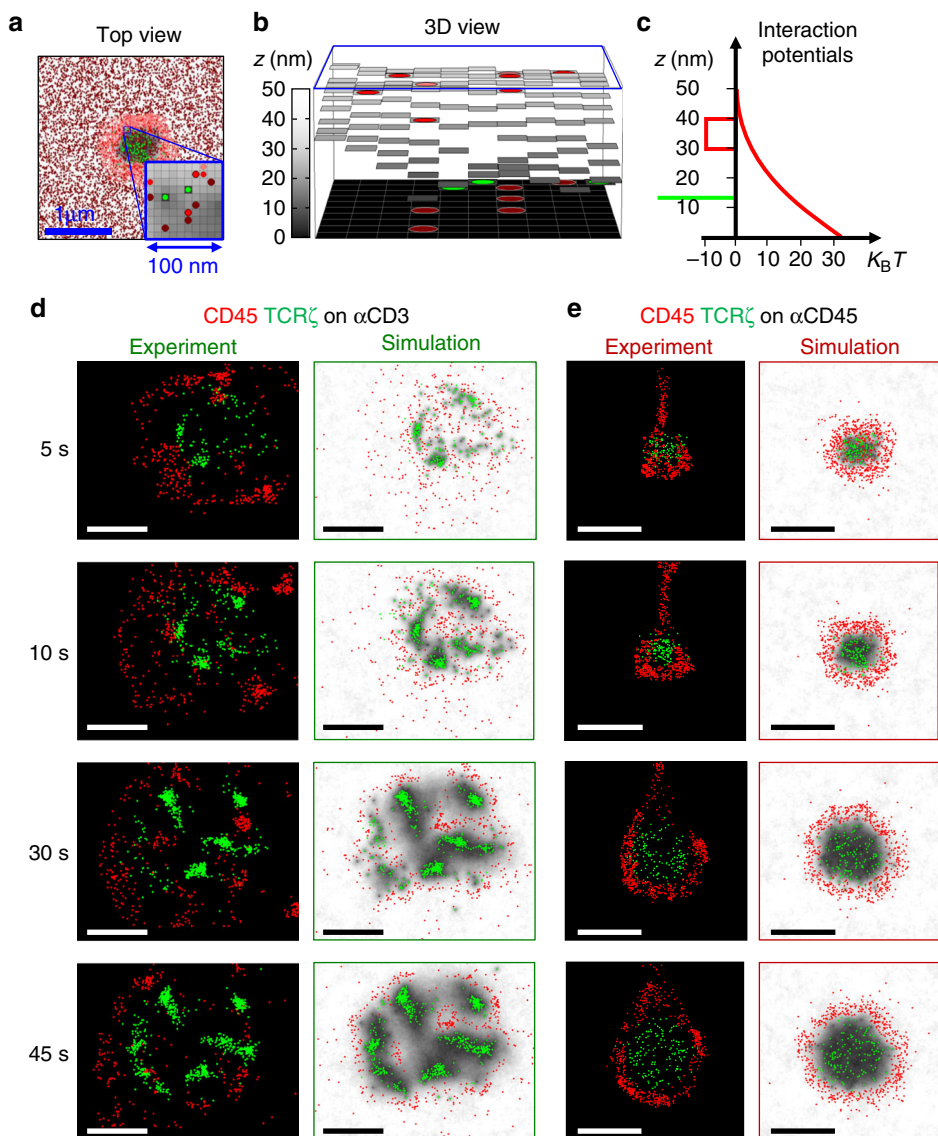 a
Top view
1μm
100 nm
b
3D view
z (nm)
50
40
30
20
10
0
c
Interaction
potentials
z (nm)
50
40
30
20
10
–10 0 10 20 30 KBT
d
CD45 TCRζ on αCD3
Experiment Simulation
e
CD45 TCRζ on αCD45
Experiment Simulation
5 s
10 s
30 s
45 s